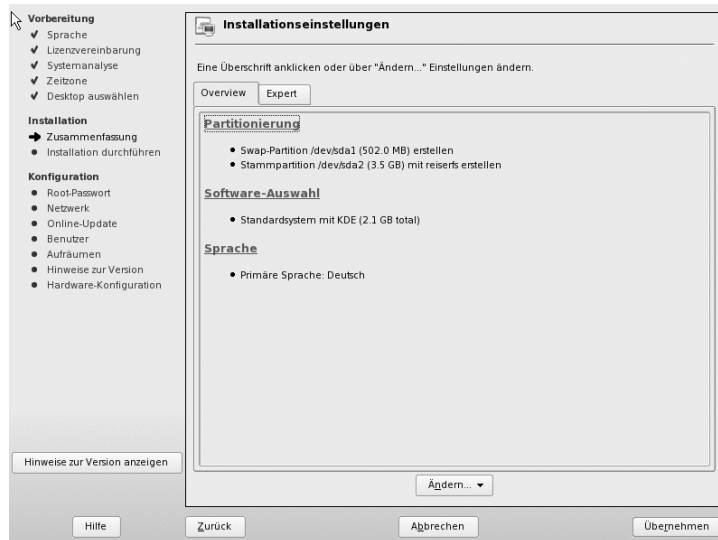 Vorbereitung
Sprache
Lizenzvereinbarung
Systemanalyse
Zeitzone
Desktop auswählen
Installation
Zusammenfassung
Installation durchführen
Konfiguration
Root-Passwort
Netzwerk
Online-Update
Benutzer
Aufräumen
Hinweise zur Version
Hardware-Konfiguration
Hinweise zur Version anzeigen
Installationseinstellungen
Eine Überschrift anklicken oder über "Ändern..." Einstellungen ändern.
Overview Expert
Partitionierung
Swap-Partition /dev/sda1 (502.0 MB) erstellen
Stammpartition /dev/sda2 (3.5 GB) mit reiserfs erstellen
Software-Auswahl
Standardsystem mit KDE (2.1 GB total)
Sprache
Primäre Sprache: Deutsch
Ändern...
Hilfe Zurück Abbrechen Übernehmen